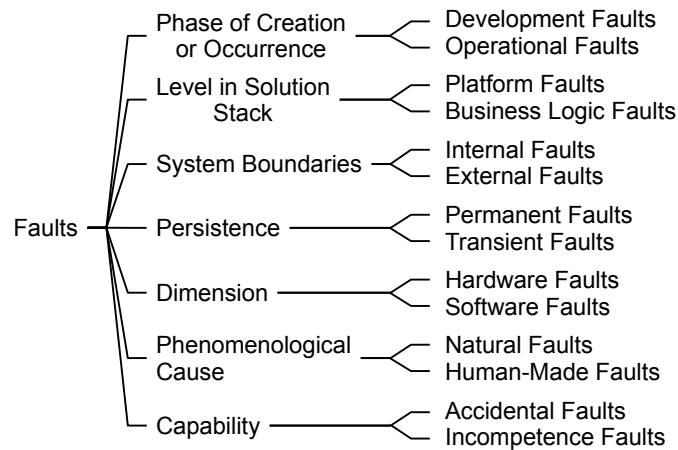 Phase of Creation
or Occurrence
Development Faults
Operational Faults
Level in Solution
Stack
Platform Faults
Business Logic Faults
System Boundaries
Internal Faults
External Faults
Faults
Persistence
Permanent Faults
Transient Faults
Dimension
Hardware Faults
Software Faults
Phenomenological
Cause
Natural Faults
Human-Made Faults
Capability
Accidental Faults
Incompetence Faults